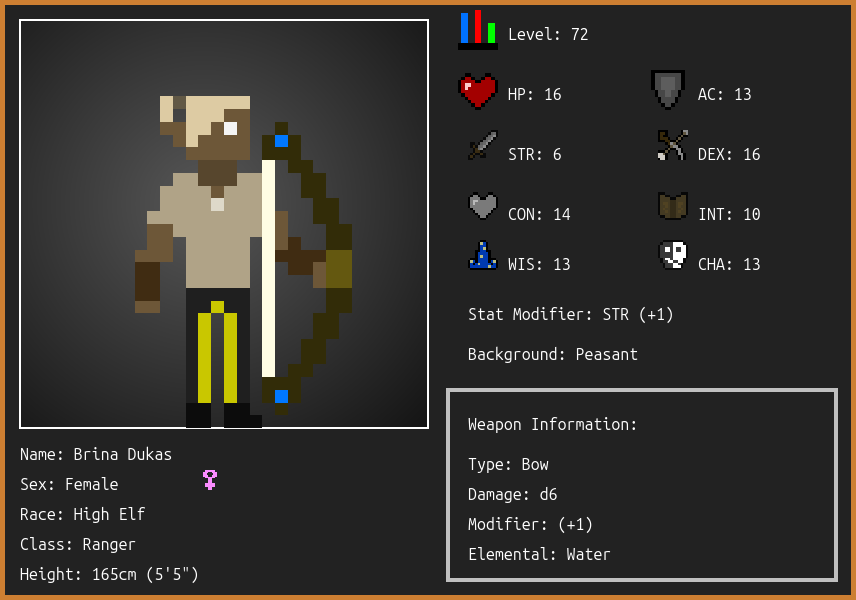 Level: 72
HP: 16
AC: 13
STR: 6
DEX: 16
CON: 14
INT: 10
WIS: 13
CHA: 13
Stat Modifier: STR (+1)
Background: Peasant
Weapon Information:
Type: Bow
Damage: d6
Modifier: (+1)
Elemental: Water
Name: Brina Dukas
Sex: Female
Race: High Elf
Class: Ranger
Height: 165cm (5'5")